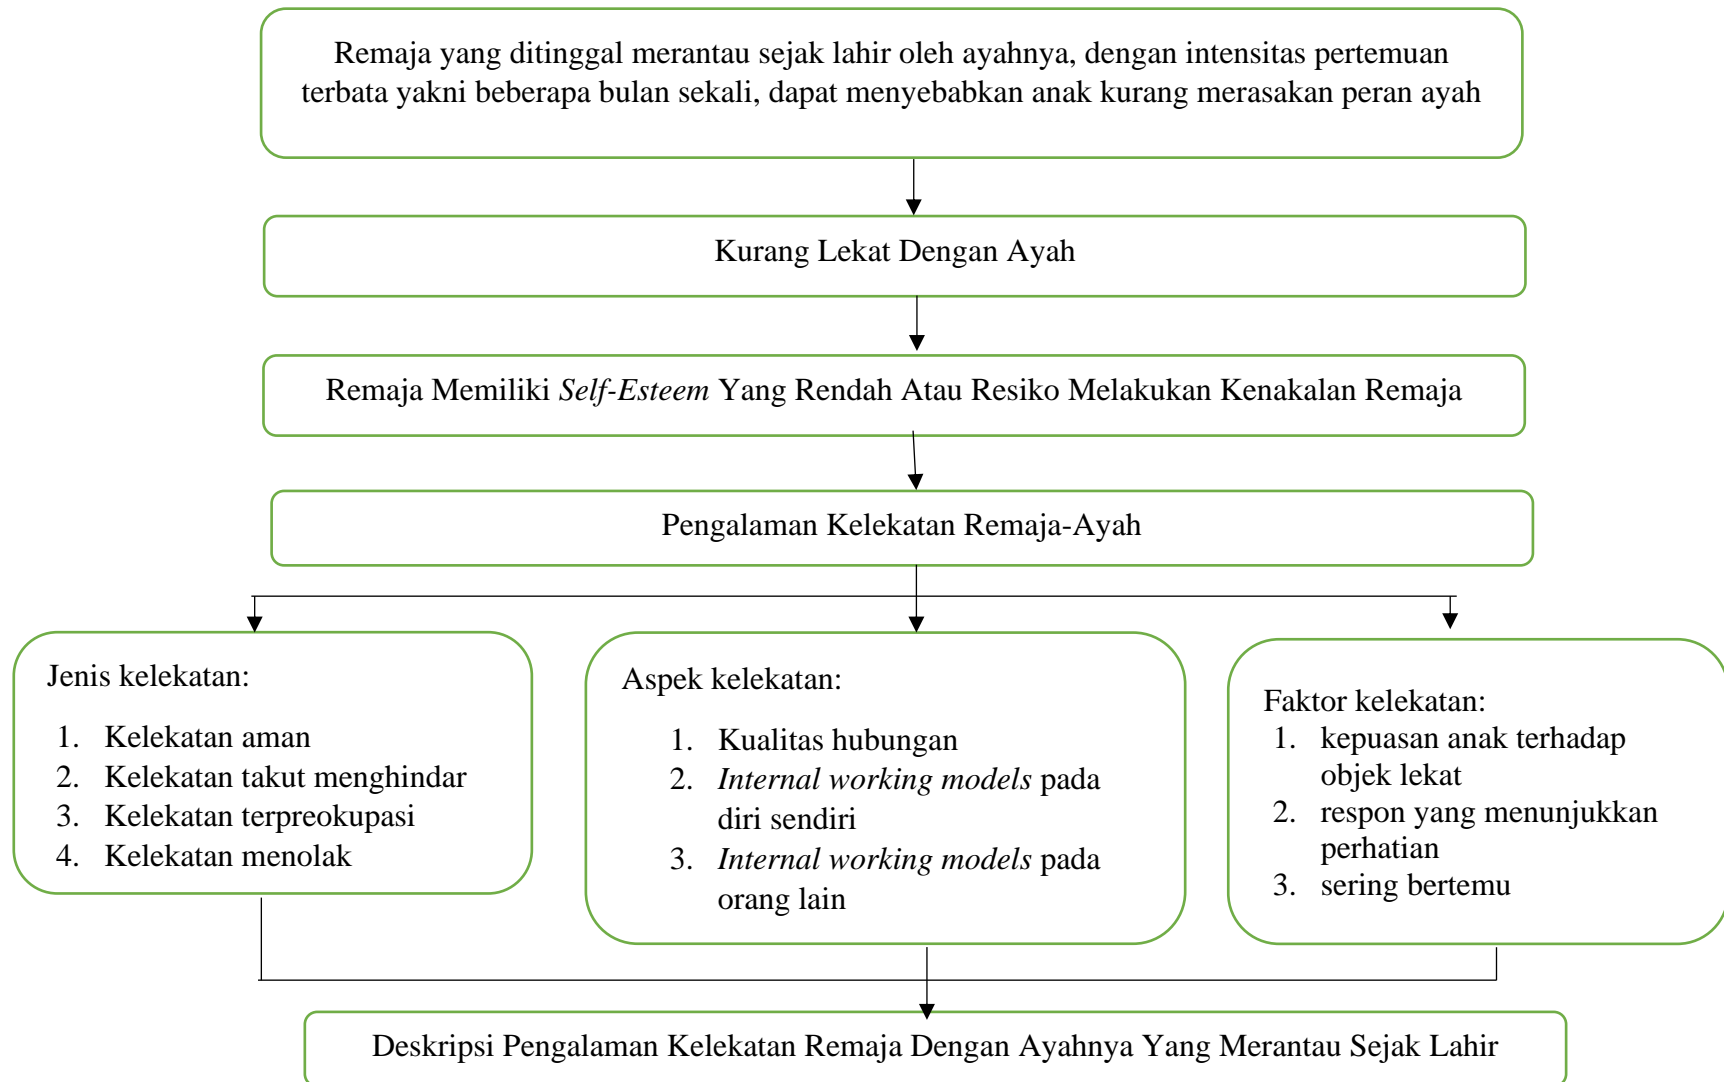 Remaja yang ditinggal merantau sejak lahir oleh ayahnya, dengan intensitas pertemuan
terbata yakni beberapa bulan sekali, dapat menyebabkan anak kurang merasakan peran ayah
Kurang Lekat Dengan Ayah
Remaja Memiliki Self-Esteem Yang Rendah Atau Resiko Melakukan Kenakalan Remaja
Pengalaman Kelekatan Remaja-Ayah
Jenis kelekatan:
1. Kelekatan aman
2. Kelekatan takut menghindar
3. Kelekatan terpreokupasi
4. Kelekatan menolak
Aspek kelekatan:
1. Kualitas hubungan
2. Internal working models pada
diri sendiri
3. Internal working models pada
orang lain
Faktor kelekatan:
1. kepuasan anak terhadap
objek lekat
2. respon yang menunjukkan
perhatian
3. sering bertemu
Deskripsi Pengalaman Kelekatan Remaja Dengan Ayahnya Yang Merantau Sejak Lahir